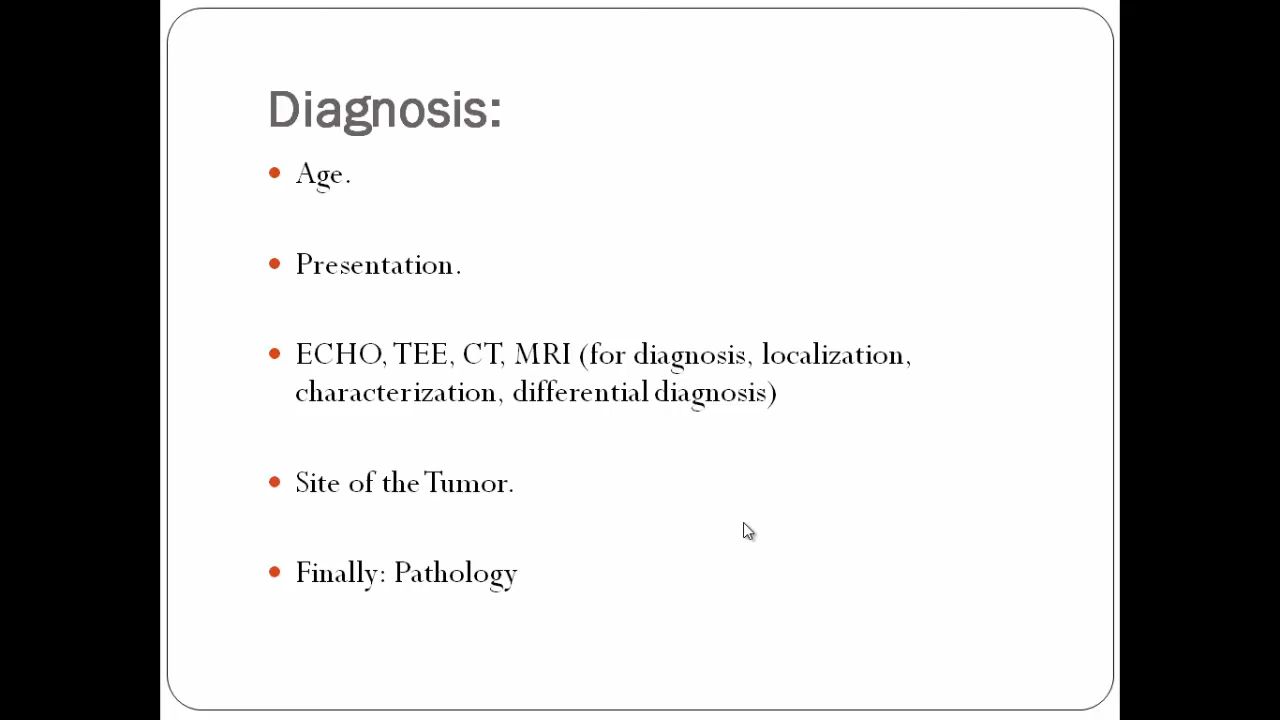 Diagnosis:
Age.
Presentation.
ECHO, TEE, CT, MRI (for diagnosis, localization,
characterization, differential diagnosis)
Site of the Tumor.
Finally: Pathology